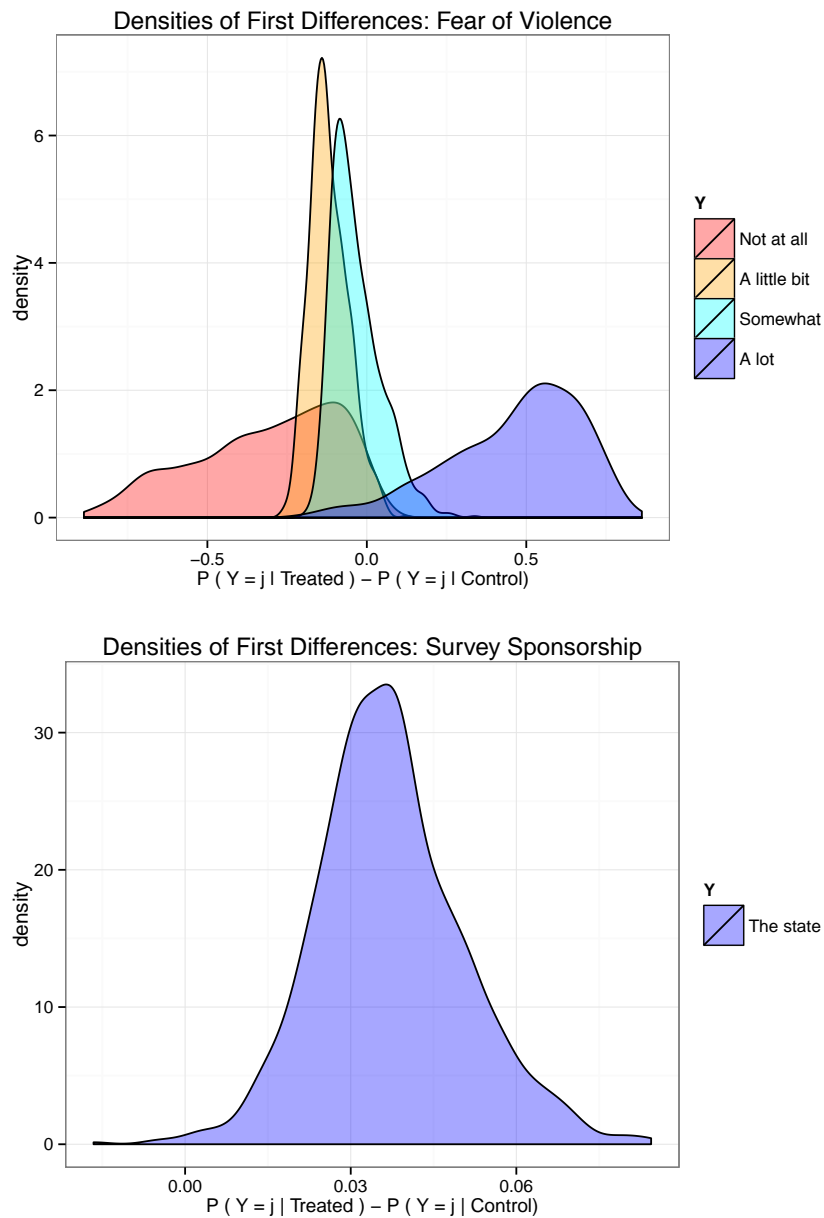 Densities of First Differences: Fear of Violence
6
4
2
0
density
−0.5 0.0 0.5
P ( Y = j | Treated ) − P ( Y = j | Control)
Y
Not at all
A little bit
Somewhat
A lot
Densities of First Differences: Survey Sponsorship
30
20
10
0
density
0.00 0.03 0.06
P ( Y = j | Treated ) − P ( Y = j | Control)
Y
The state